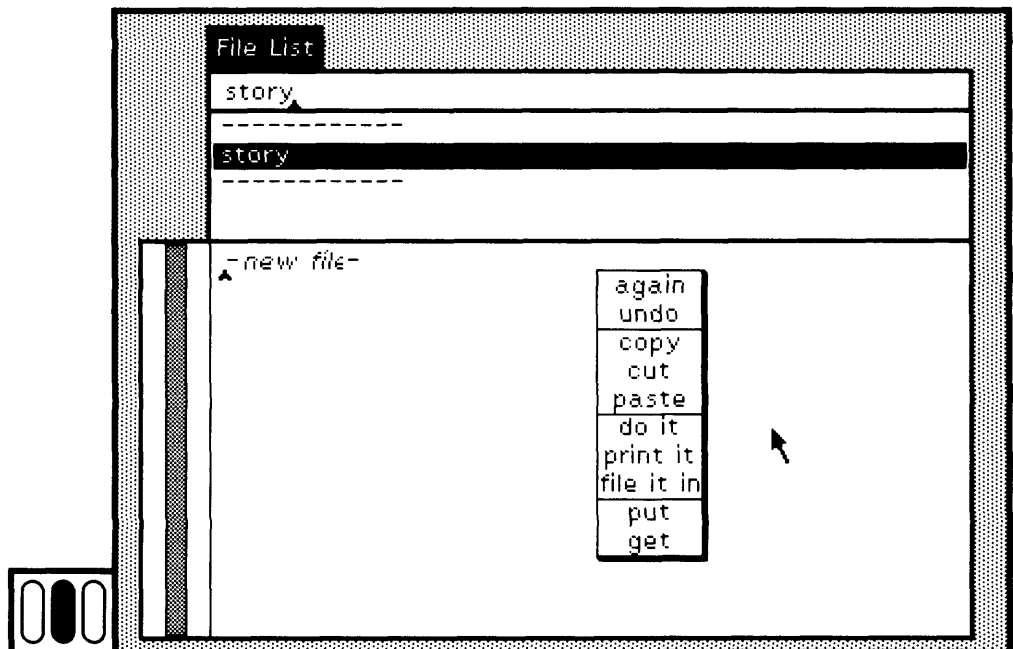 File List
story
------------
story
------------
-new file-
again
undo
copy
cut
paste
do it
print it
file it in
put
get